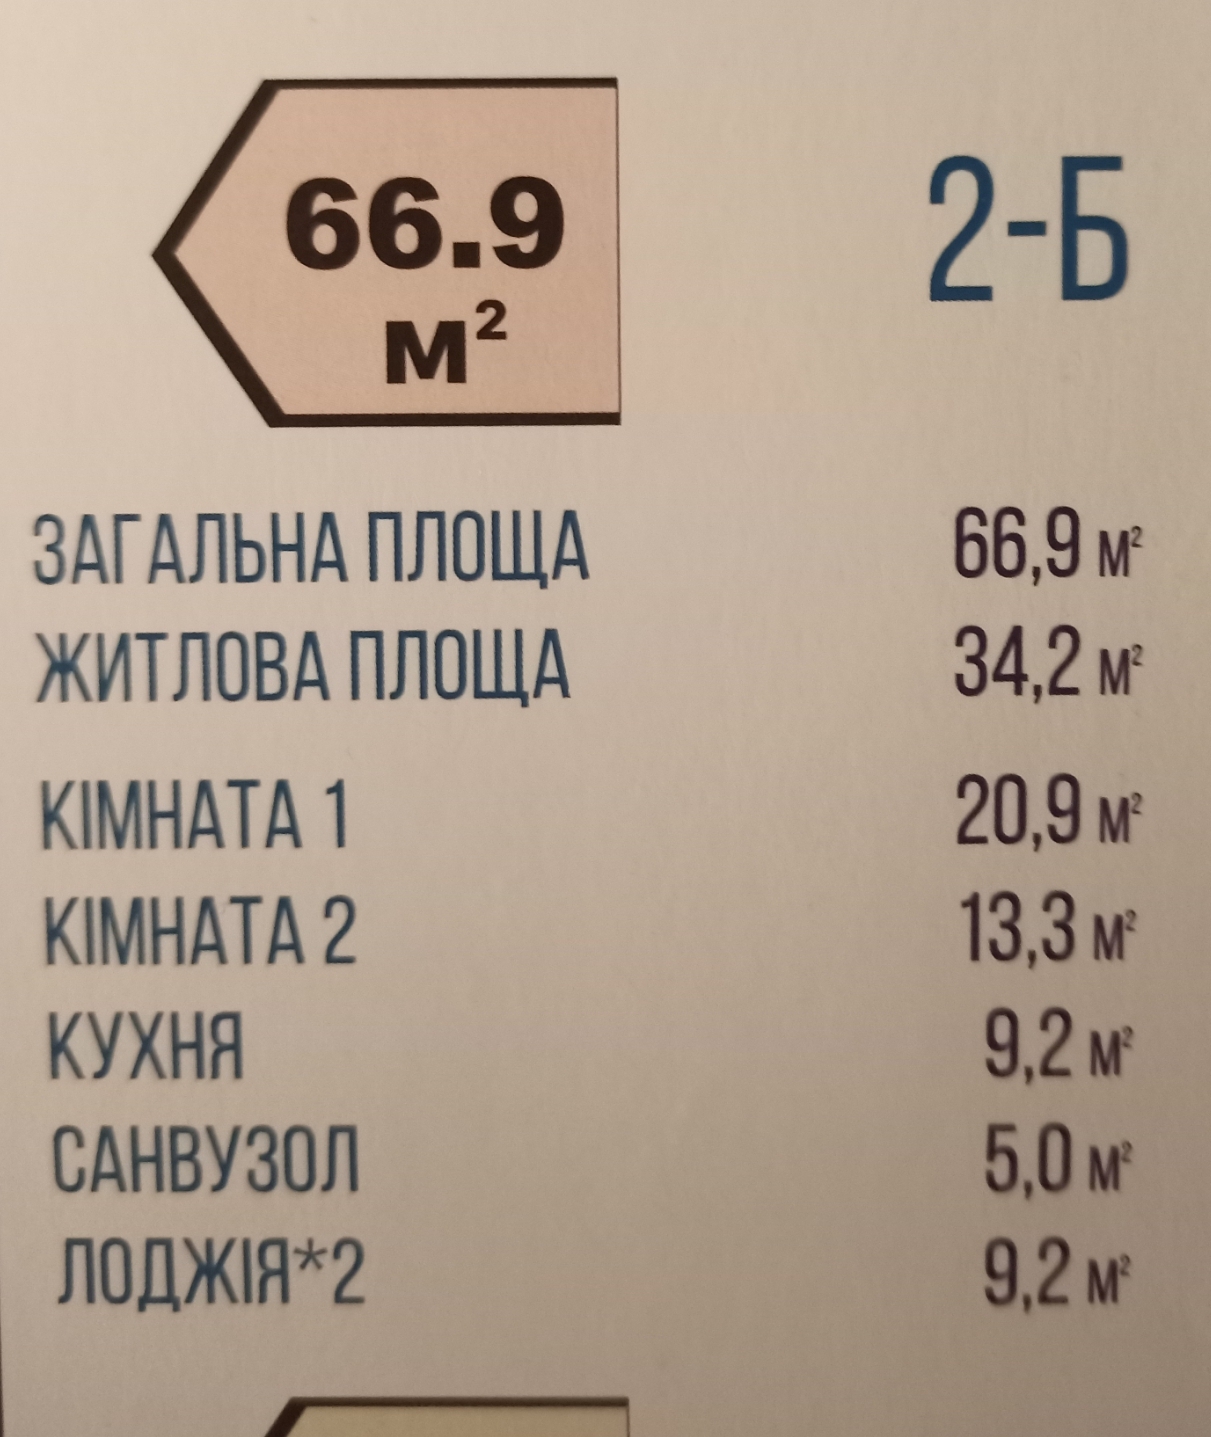 66.9
м²
2-Б
ЗАГАЛЬНА ПЛОЩА 66,9 м²
ЖИТЛОВА ПЛОЩА 34,2 м²
КІМНАТА 1 20,9 м²
КІМНАТА 2 13,3 м²
КУХНЯ 9,2 м²
САНВУЗОЛ 5,0 м²
ЛОДЖІЯ*2 9,2 м²